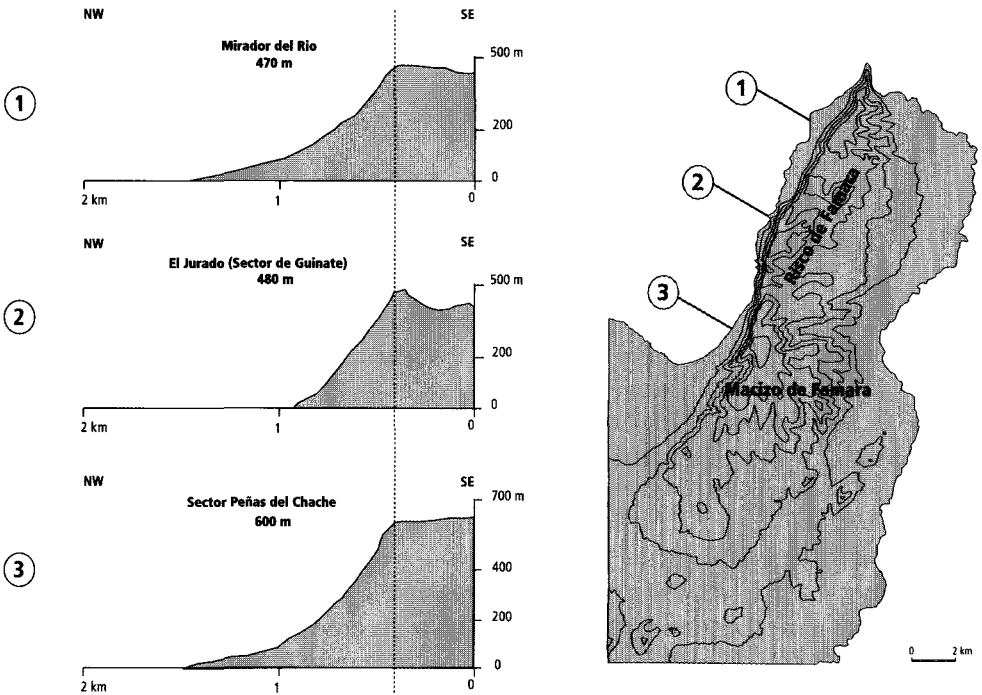 NW
SE
Mirador del Rio
470 m
1
500 m
200
0
2 km
1
0
NW
SE
El Jurado (Sector de Guinate)
480 m
2
500 m
200
0
2 km
1
0
NW
SE
Sector Peñas del Chache
600 m
3
700 m
400
200
0
2 km
1
0
1
2
3
Risco de Famara
Macizo de Famara
0
2 km